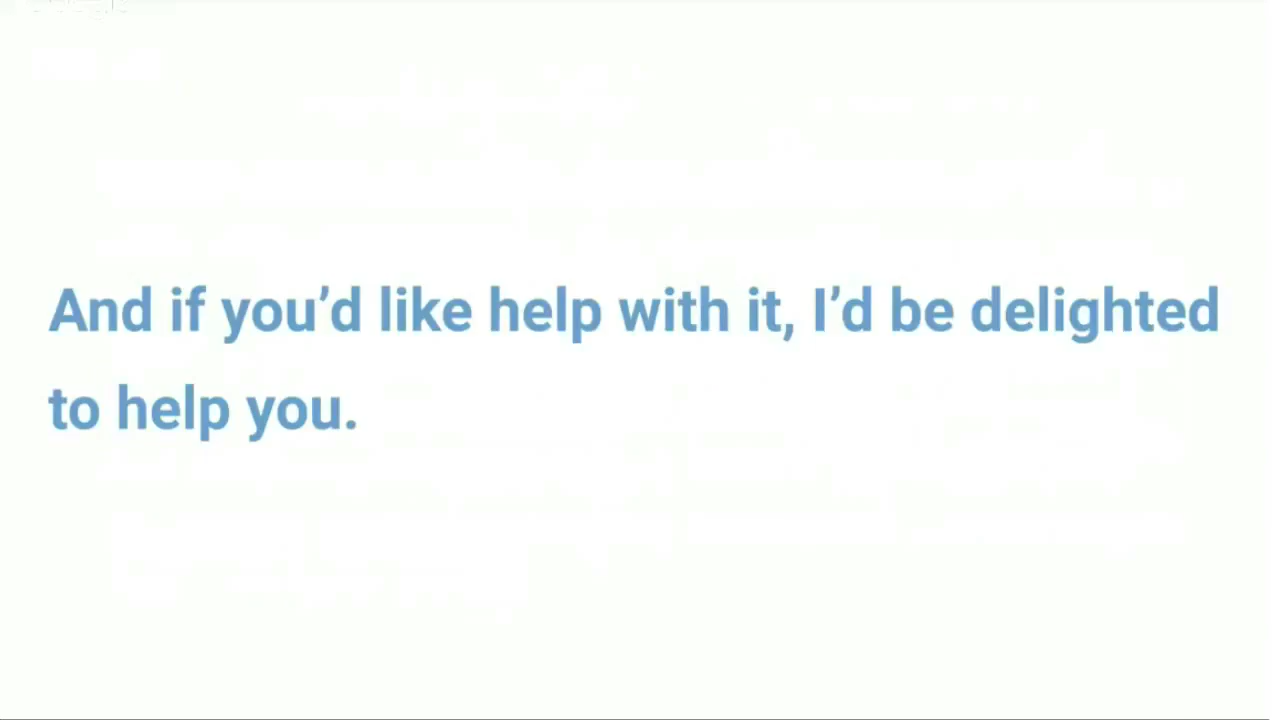 And if you’d like help with it, I’d be delighted
to help you.